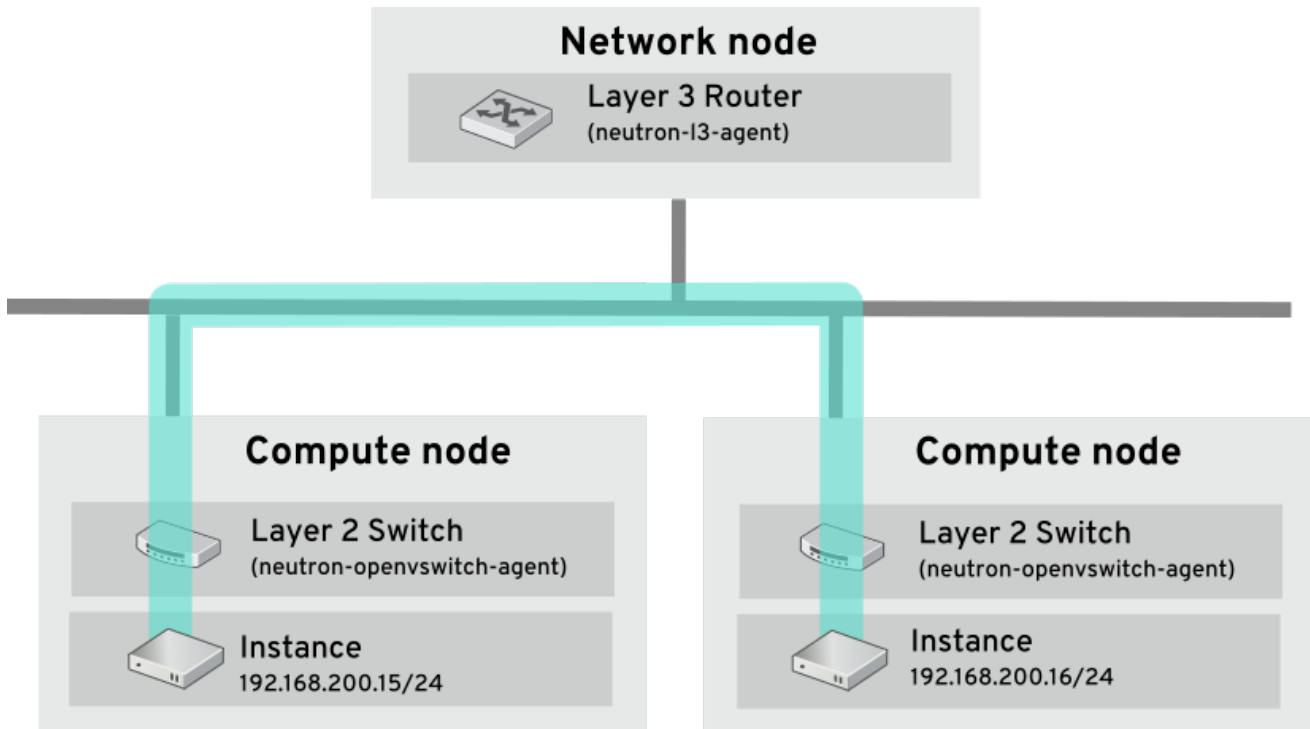 Network node
Layer 3 Router
(neutron-l3-agent)
Compute node
Layer 2 Switch
(neutron-openvswitch-agent)
Instance
192.168.200.15/24
Compute node
Layer 2 Switch
(neutron-openvswitch-agent)
Instance
192.168.200.16/24